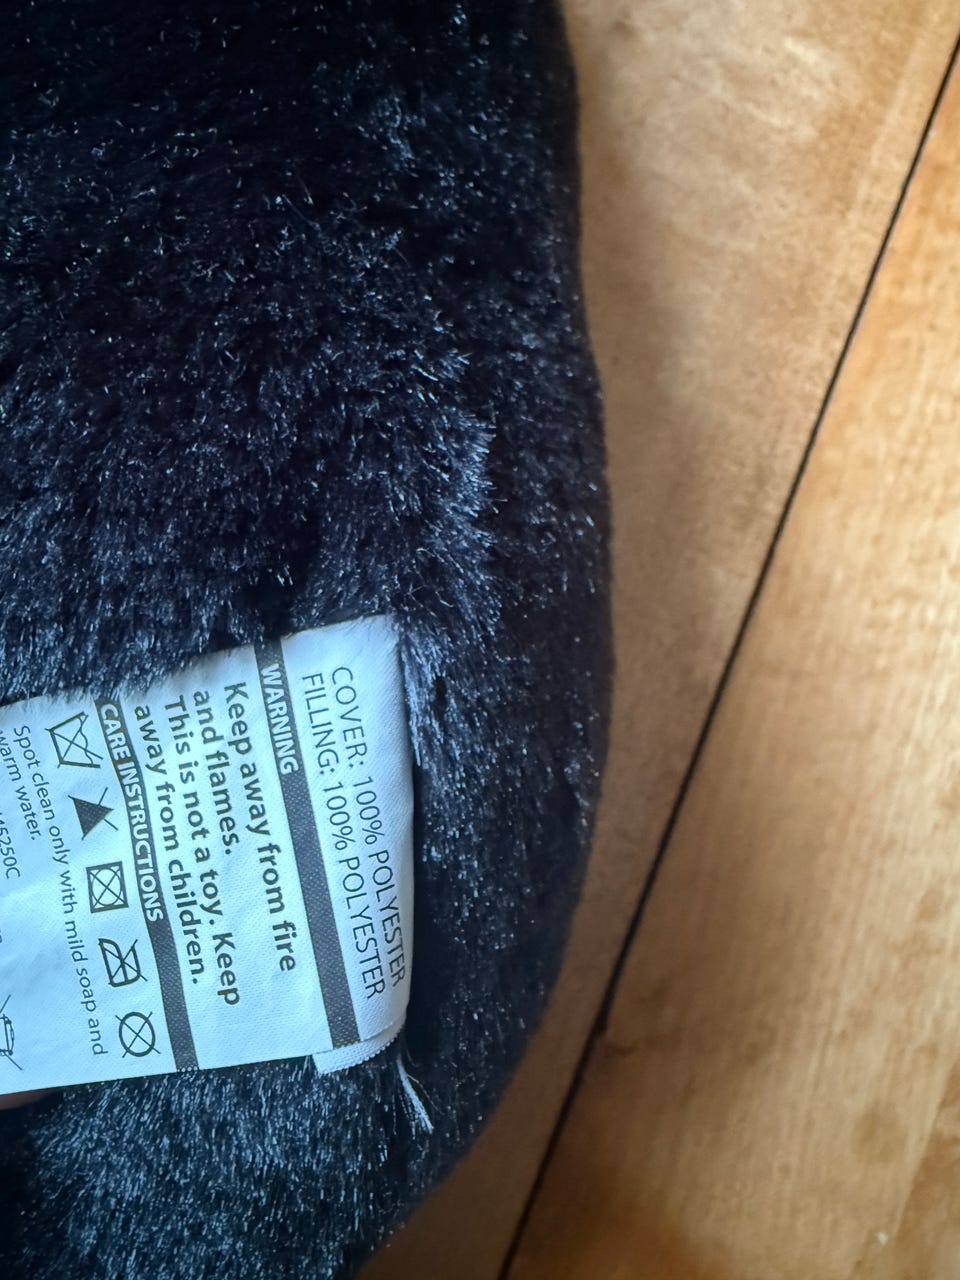 COVER: 100% POLYESTER
FILLING: 100% POLYESTER
WARNING
Keep away from fire
and flames.
This is not a toy. Keep
away from children.
CARE INSTRUCTIONS
Spot clean only with mild soap and
warm water.